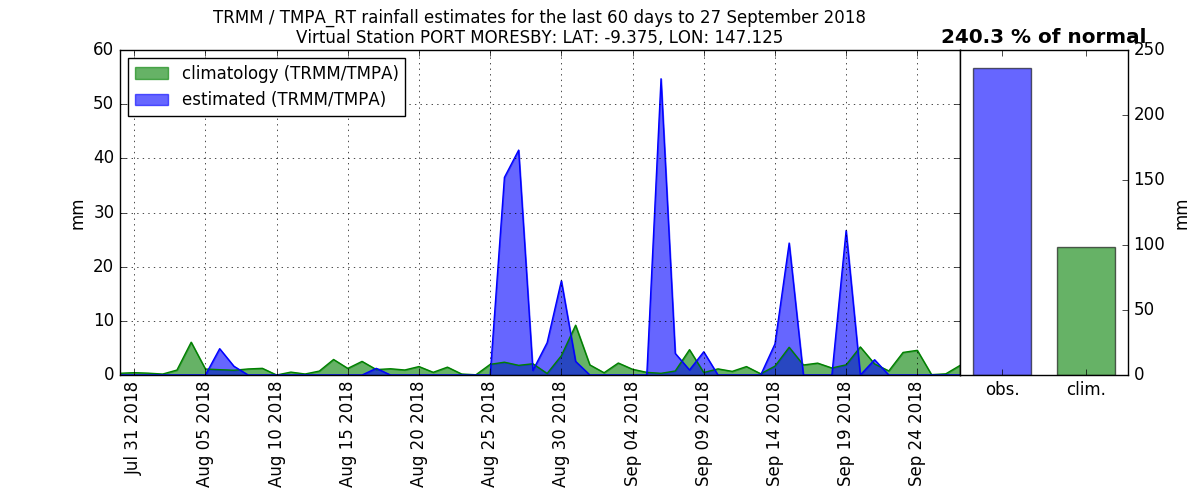 TRMM / TMPA_RT rainfall estimates for the last 60 days to 27 September 2018
Virtual Station PORT MORESBY: LAT: -9.375, LON: 147.125
240.3 % of normal
climatology (TRMM/TMPA)
estimated (TRMM/TMPA)
60
50
40
30
20
10
0
mm
250
200
150
100
50
0
mm
Jul 31 2018
Aug 05 2018
Aug 10 2018
Aug 15 2018
Aug 20 2018
Aug 25 2018
Aug 30 2018
Sep 04 2018
Sep 09 2018
Sep 14 2018
Sep 19 2018
Sep 24 2018
obs.
clim.